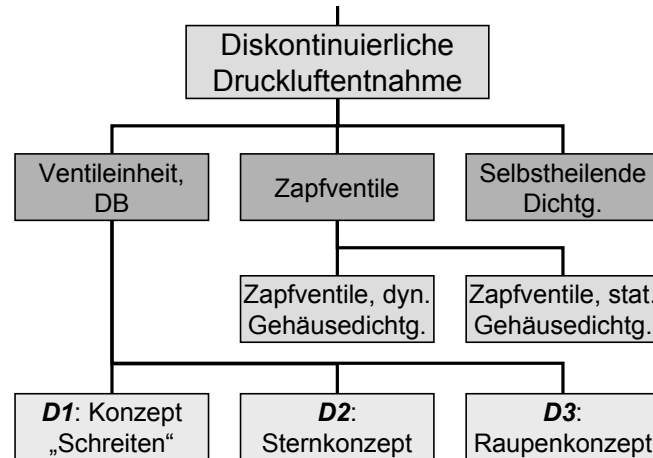 Diskontinuierliche
Druckluftentnahme
Ventileinheit,
DB
Zapfventile
Selbstheilende
Dichtg.
Zapfventile, dyn.
Gehäusedichtg.
Zapfventile, stat.
Gehäusedichtg.
D1: Konzept
„Schreiten“
D2:
Sternkonzept
D3:
Raupenkonzept